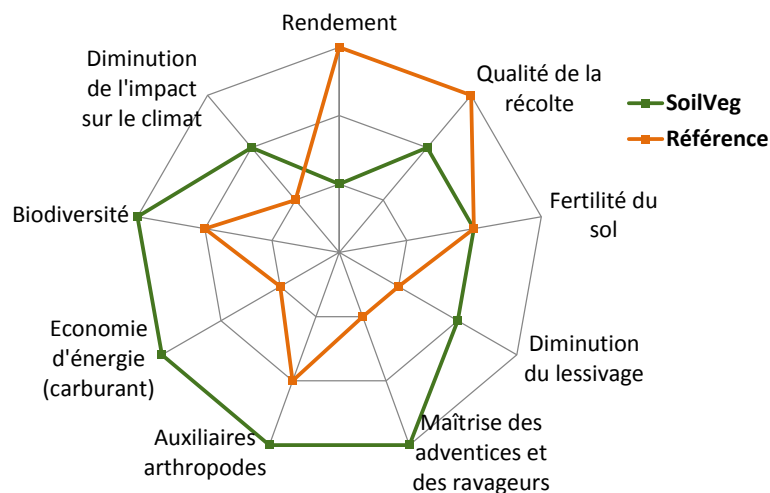 Rendement
Qualité de la
récolte
Fertilité du
sol
Diminution
du lessivage
Maîtrise des
adventices et
des ravageurs
Auxiliaires
arthropodes
Economie
d'énergie
(carburant)
Biodiversité
Diminution
de l'impact
sur le climat
SoilVeg
Référence